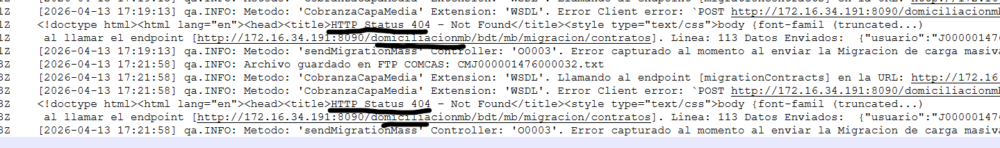 1Z [2026-04-13 17:19:13] qa.INFO: Metodo: 'CobranzaCapaMedia' Extension: 'WSDL'. Llamando al endpoint [migrationContracts] en la URL: http://172.16.34.
1Z [2026-04-13 17:19:13] qa.INFO: Metodo: 'CobranzaCapaMedia' Extension: 'WSDL'. Error Client error: `POST http://172.16.34.191:8090/domiciliacionm
1Z <!doctype html><html lang="en"><head><title>HTTP Status 404 – Not Found</title><style type="text/css">body {font-famil (truncated...)
1Z al llamar el endpoint [http://172.16.34.191:8090/domiciliacionmb/bdt/mb/migracion/contratos]. Linea: 113 Datos Enviados: {"usuario":"J00000147
1Z [2026-04-13 17:19:13] qa.INFO: Metodo: 'sendMigrationMass' Controller: 'O0003'. Error capturado al momento al enviar la Migracion de carga masiva
3Z [2026-04-13 17:21:58] qa.INFO: Archivo guardado en FTP COMCAS: CMJ000001476000032.txt
3Z [2026-04-13 17:21:58] qa.INFO: Metodo: 'CobranzaCapaMedia' Extension: 'WSDL'. Llamando al endpoint [migrationContracts] en la URL: http://172.16
3Z [2026-04-13 17:21:58] qa.INFO: Metodo: 'CobranzaCapaMedia' Extension: 'WSDL'. Error Client error: `POST http://172.16.34.191:8090/domiciliacionm
3Z <!doctype html><html lang="en"><head><title>HTTP Status 404 – Not Found</title><style type="text/css">body {font-famil (truncated...)
3Z al llamar el endpoint [http://172.16.34.191:8090/domiciliacionmb/bdt/mb/migracion/contratos]. Linea: 113 Datos Enviados: {"usuario":"J00000147
3Z [2026-04-13 17:21:58] qa.INFO: Metodo: 'sendMigrationMass' Controller: 'O0003'. Error capturado al momento al enviar la Migracion de carga masiva